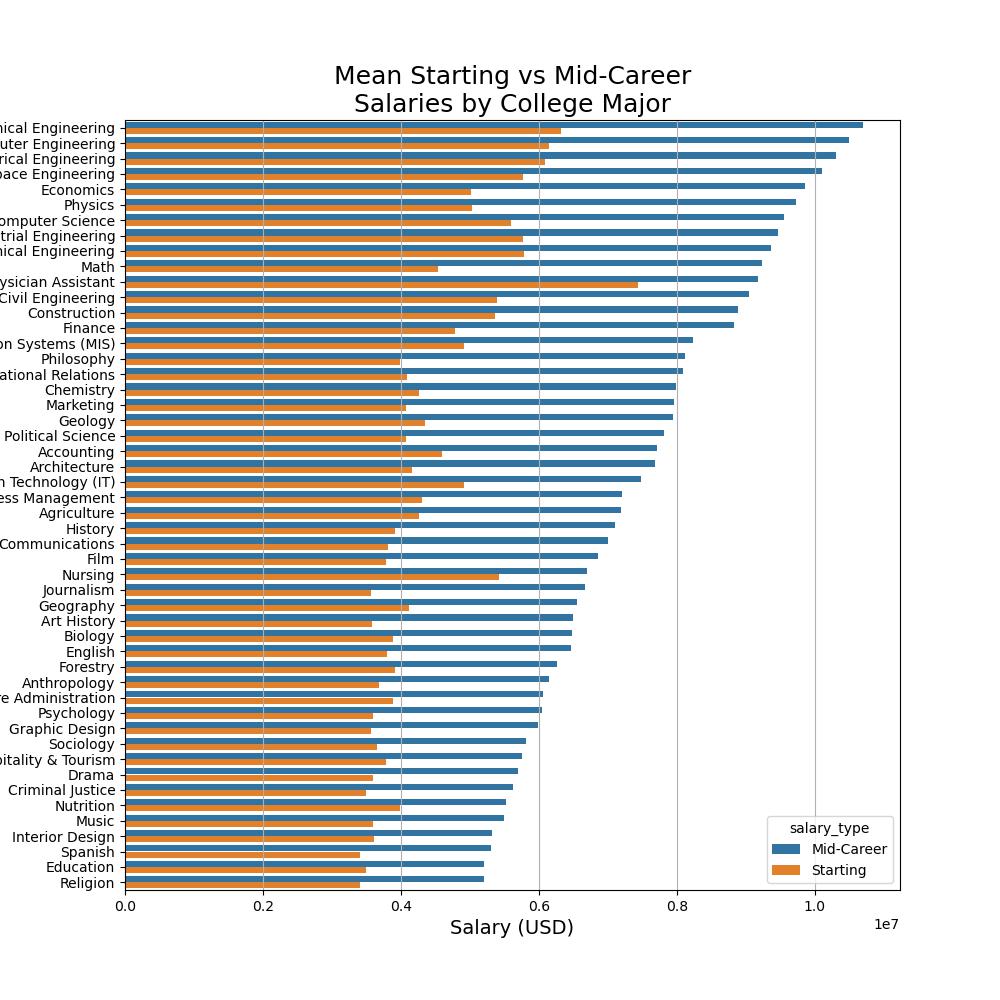 Mean Starting vs Mid-Career
Salaries by College Major
nical Engineering
uter Engineering
rical Engineering
pace Engineering
Economics
Physics
omputer Science
trial Engineering
nical Engineering
Math
ysician Assistant
Civil Engineering
Construction
Finance
on Systems (MIS)
Philosophy
ational Relations
Chemistry
Marketing
Geology
Political Science
Accounting
Architecture
n Technology (IT)
ess Management
Agriculture
History
Communications
Film
Nursing
Journalism
Geography
Art History
Biology
English
Forestry
Anthropology
re Administration
Psychology
Graphic Design
Sociology
pitality & Tourism
Drama
Criminal Justice
Nutrition
Music
Interior Design
Spanish
Education
Religion
salary_type
Mid-Career
Starting
0.0 0.2 0.4 0.6 0.8 1.0
1e7
Salary (USD)